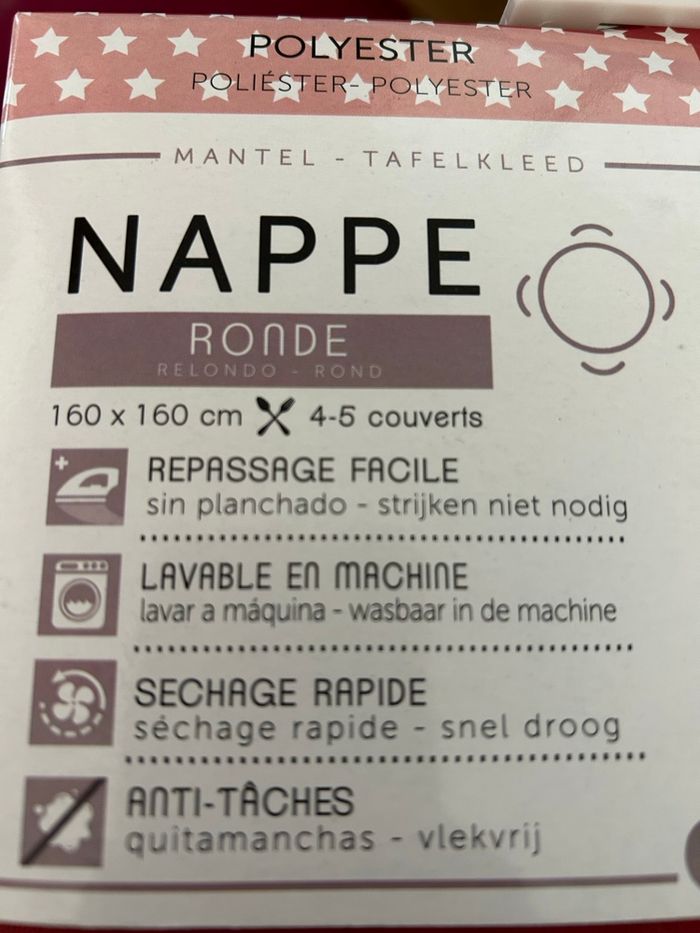 POLYESTER
POLIÉSTER- POLYESTER
MANTEL - TAFELKLEED
NAPPE
RONDE
RELONDO - ROND
160 x 160 cm 4-5 couverts
REPASSAGE FACILE
sin planchado - strijken niet nodig
LAVABLE EN MACHINE
lavar a máquina - wasbaar in de machine
SECHAGE RAPIDE
séchage rapide - snel droog
ANTI-TÂCHES
quitamanchas - vlekvrij